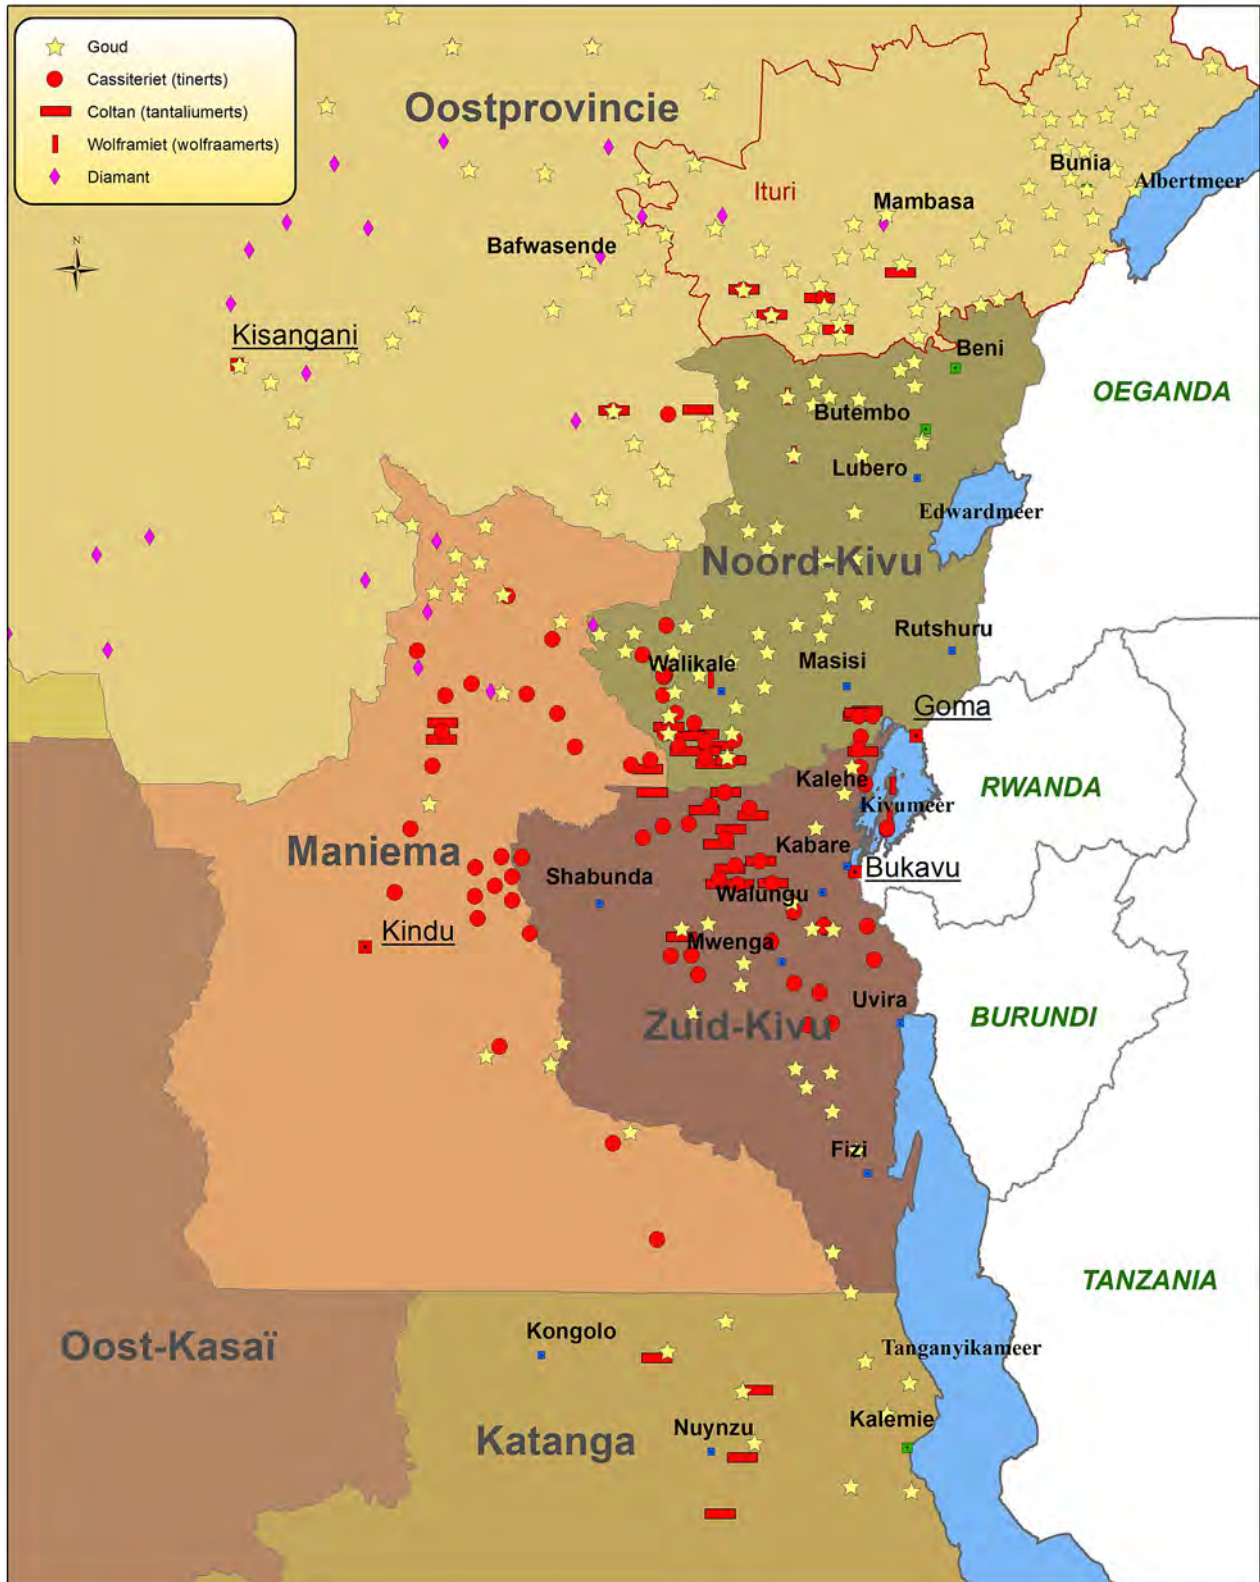 Goud
Cassiteriet (tinerts)
Coltan (tantaliumerts)
Wolframiet (wolfraamerts)
Diamant
N
Oostprovincie
Ituri
Bunia
Albertmeer
Mambasa
Bafwasende
Kisangani
Beni
OEGANDA
Butembo
Lubero
Edwardmeer
Noord-Kivu
Rutshuru
Walikale
Masisi
Goma
Kalehe
Kivumeer
RWANDA
Maniema
Kabare
Bukavu
Shabunda
Walungu
Kindu
Mwenga
Uvira
Zuid-Kivu
BURUNDI
Fizi
TANZANIA
Oost-Kasaï
Kongolo
Tanganyikameer
Katanga
Nuynzu
Kalemie